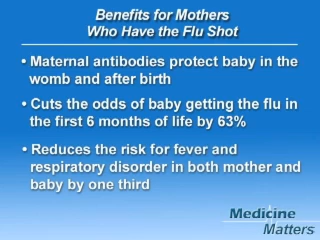 Benefits for Mothers
Who Have the Flu Shot
• Maternal antibodies protect baby in the
womb and after birth
• Cuts the odds of baby getting the flu in
the first 6 months of life by 63%
• Reduces the risk for fever and
respiratory disorder in both mother and
baby by one third
Medicine
Matters